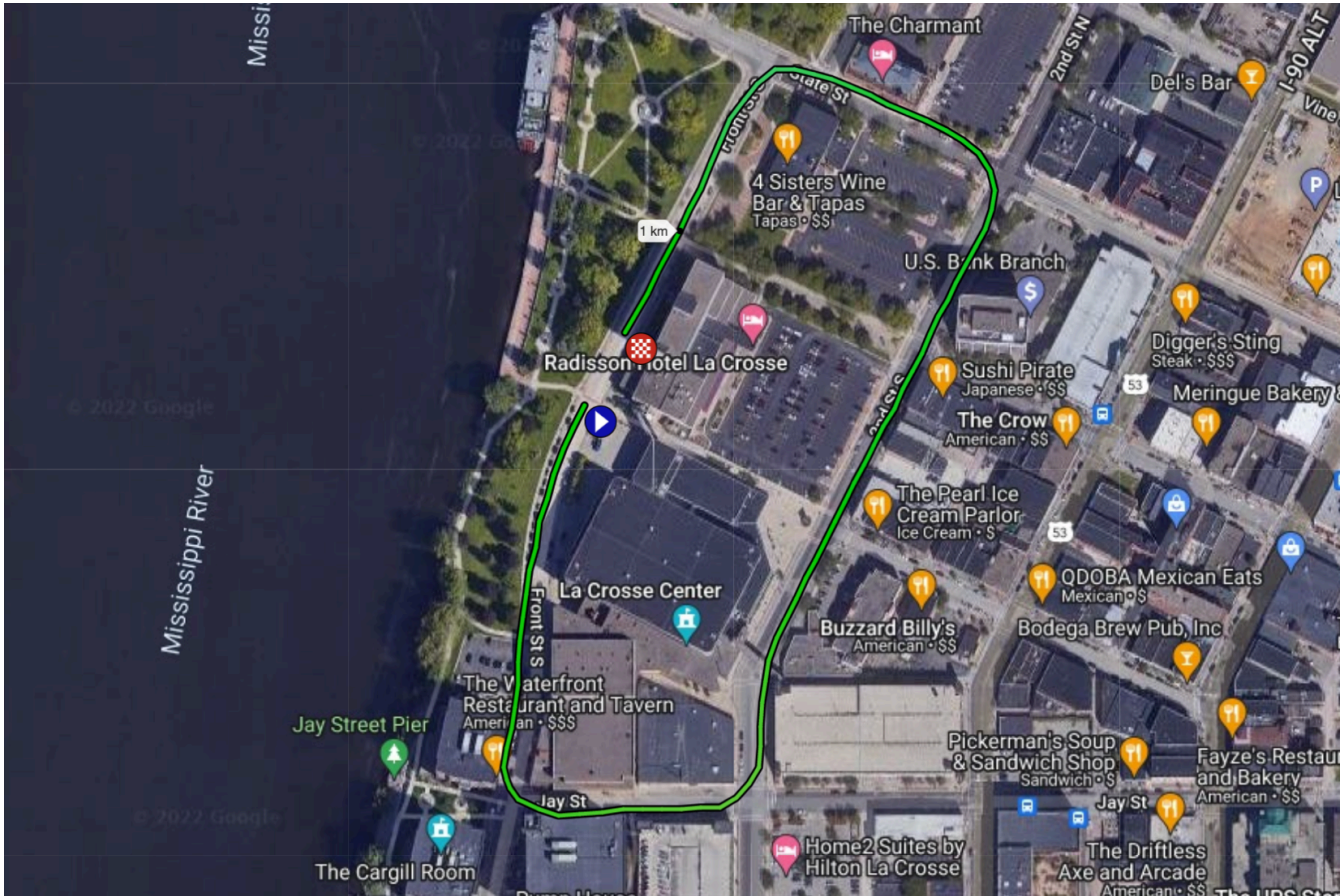 Missis
The Charmant
2nd St N
I-90 ALT
Del's Bar
State St
Vine
Front St S
4 Sisters Wine
Bar & Tapas
Tapas • $$
P
1 km
U.S. Bank Branch
$
Digger's Sting
Steak • $$$
Radisson Hotel La Crosse
Sushi Pirate
Japanese • $$
53
Meringue Bakery &
© 2022 Google
The Crow
American • $$
2nd St S
Mississippi River
The Pearl Ice
Cream Parlor
Ice Cream • $
53
QDOBA Mexican Eats
Mexican • $
La Crosse Center
Front St S
Buzzard Billy's
American • $$
Bodega Brew Pub, Inc
The Waterfront
Restaurant and Tavern
American • $$$
Jay Street Pier
Pickerman's Soup
& Sandwich Shop
Sandwich • $
Fayze's Restau
and Bakery
American • $$
Jay St
Jay St
© 2022 Google
The Cargill Room
Home2 Suites by
Hilton La Crosse
The Driftless
Axe and Arcade
American • $$